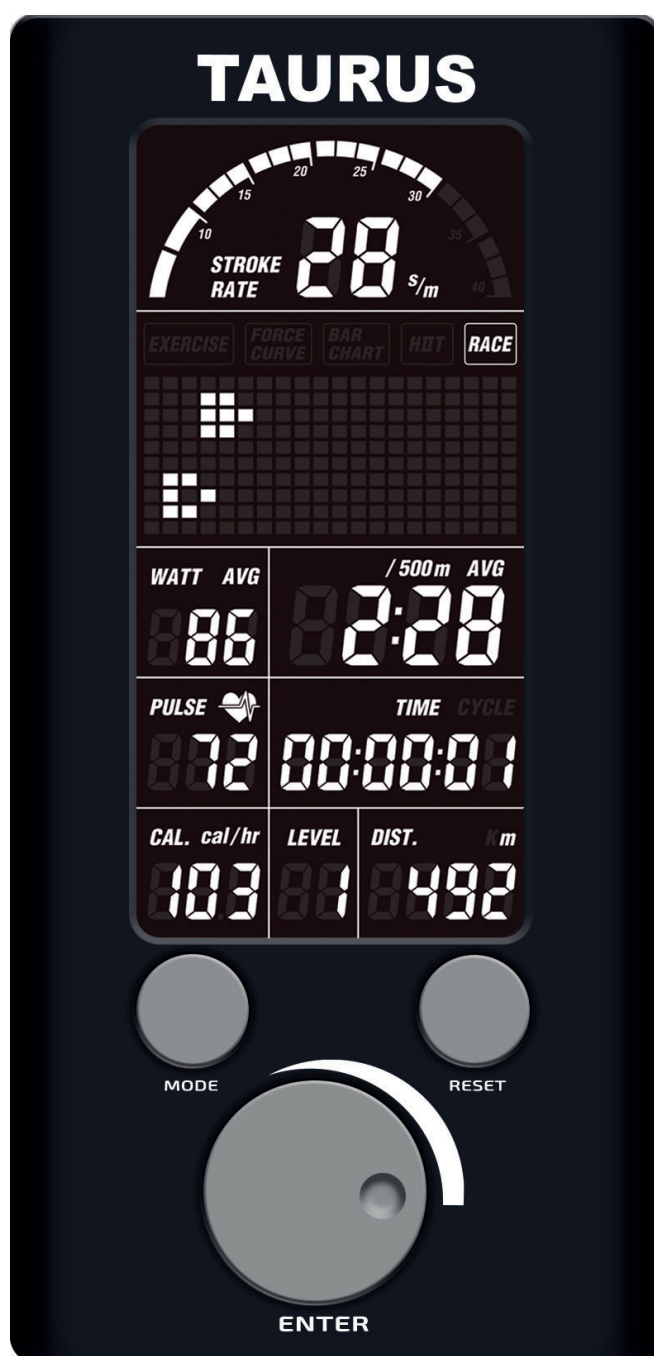 TAURUS
10 15 20 25 30 35 40
STROKE RATE 28 s/m
EXERCISE FORCE CURVE BAR CHART HIIT RACE
WATT AVG
86
/500m AVG
2:28
PULSE
72
TIME CYCLE
00:00:01
CAL. cal/hr
103
LEVEL
1
DIST. Km
492
MODE
RESET
ENTER